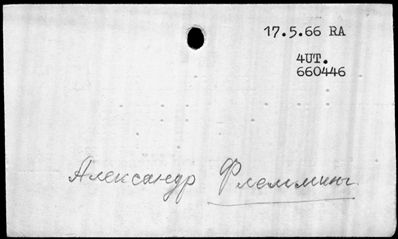 17.5.66 RA
4UT.
660446
Александр Флемминг.